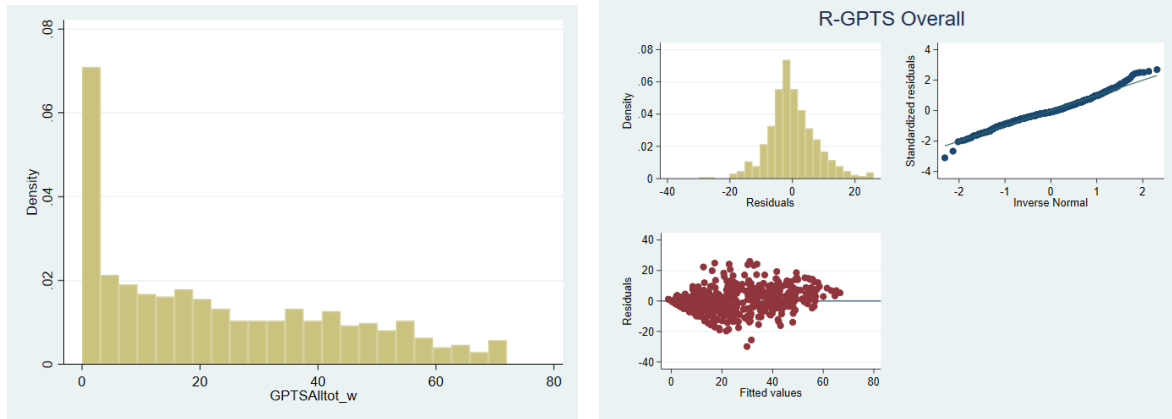 .08
.06
.04
.02
0
Density
0 20 40 60 80
GPTSAlltot_w
R-GPTS Overall
.08
.06
.04
.02
0
Density
-40 -20 0 20
Residuals
4
2
0
-2
-4
Standardized residuals
-2 -1 0 1 2
Inverse Normal
40
20
0
-20
-40
Residuals
0 20 40 60 80
Fitted values